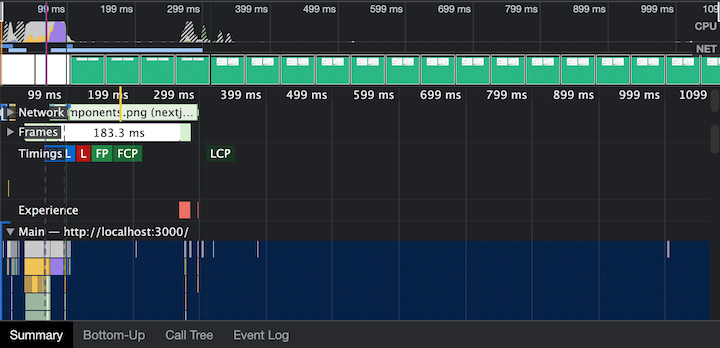 99 ms 199 ms 299 ms 399 ms 499 ms 599 ms 699 ms 799 ms 899 ms 999 ms 109
CPU
NET
99 ms 199 ms 299 ms 399 ms 499 ms 599 ms 699 ms 799 ms 899 ms 999 ms 1099
Network mponents.png (nextj...
Frames 183.3 ms
Timings L L FP FCP LCP
Experience
Main — http://localhost:3000/
Summary Bottom-Up Call Tree Event Log